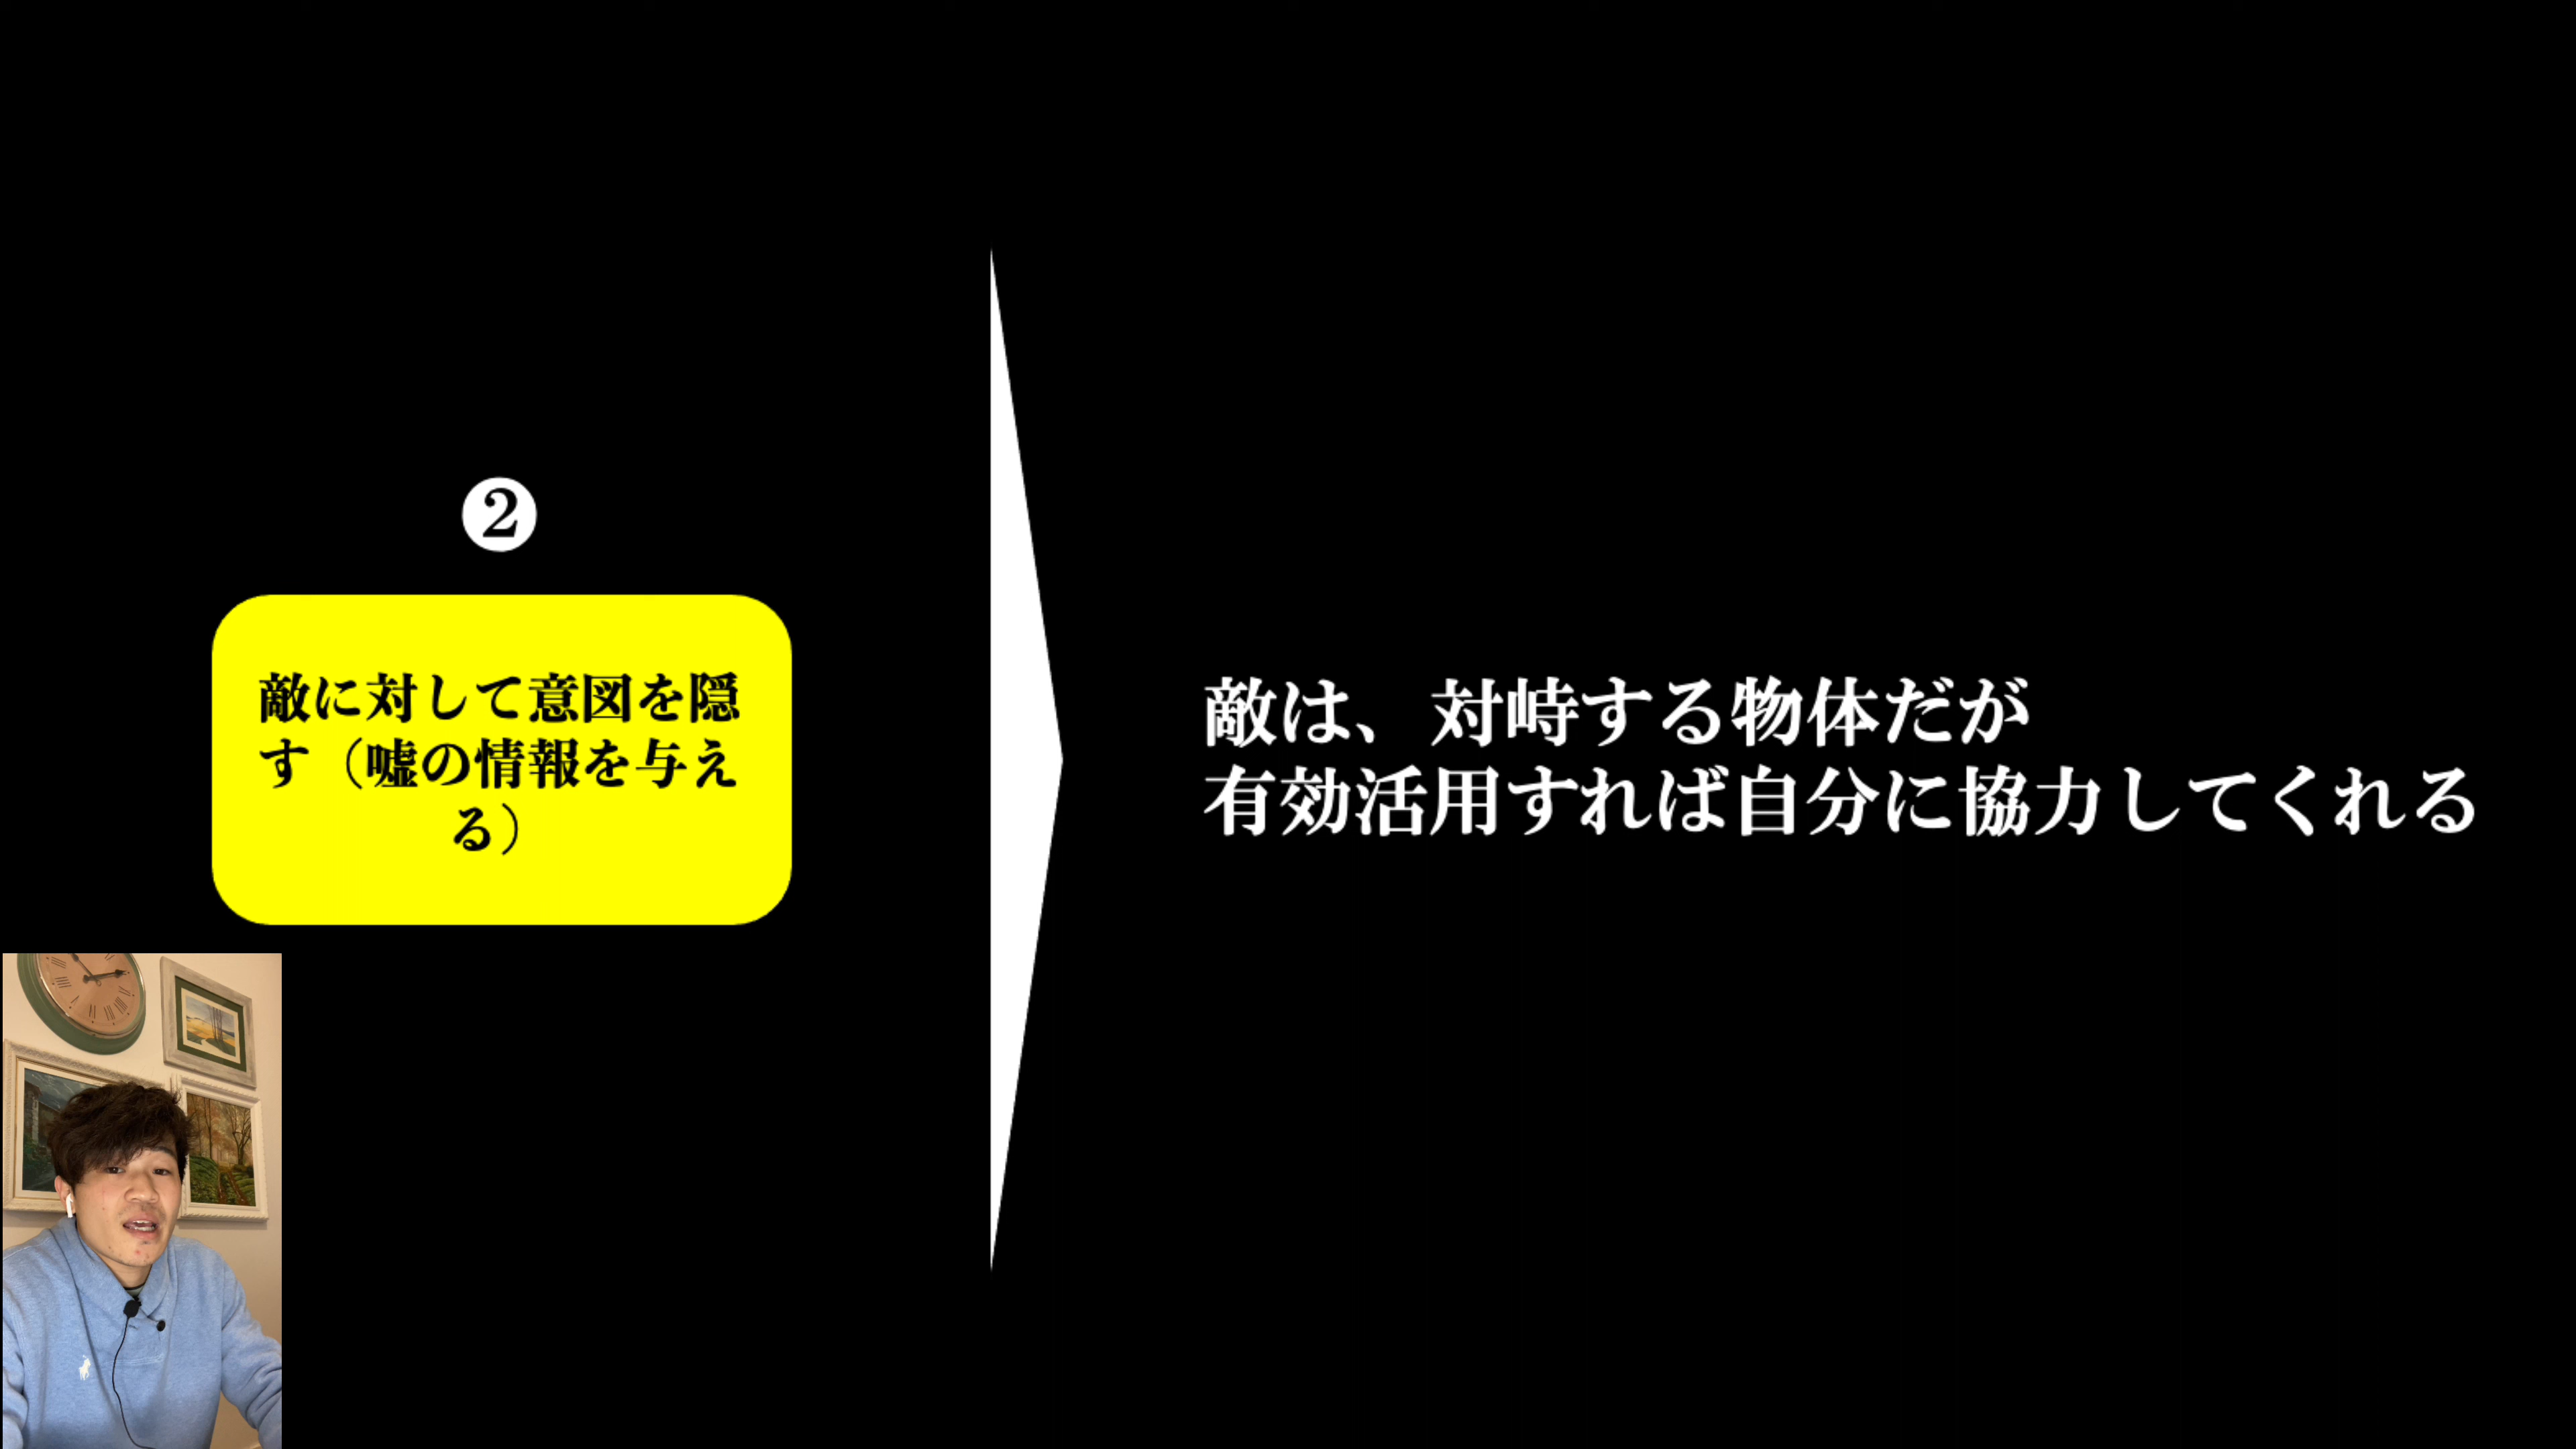 ❷
敵に対して意図を隠
す（嘘の情報を与え
る）
敵は、対峙する物体だが
有効活用すれば自分に協力してくれる